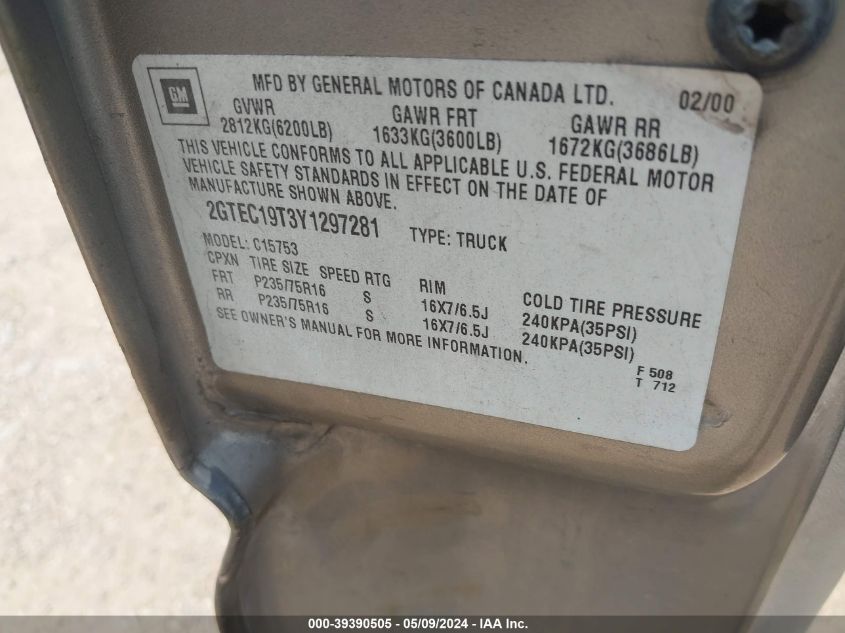 GM
MFD BY GENERAL MOTORS OF CANADA LTD. 02/00
GVWR GAWR FRT GAWR RR
2812KG(6200LB) 1633KG(3600LB) 1672KG(3686LB)
THIS VEHICLE CONFORMS TO ALL APPLICABLE U.S. FEDERAL MOTOR
VEHICLE SAFETY STANDARDS IN EFFECT ON THE DATE OF
MANUFACTURE SHOWN ABOVE.
2GTEC19T3Y1297281 TYPE: TRUCK
MODEL: C15753
CPXN TIRE SIZE SPEED RTG RIM COLD TIRE PRESSURE
FRT P235/75R16 S 16X7/6.5J 240KPA(35PSI)
RR P235/75R16 S 16X7/6.5J 240KPA(35PSI)
SEE OWNER'S MANUAL FOR MORE INFORMATION.
F 508
T 712
000-39390505 - 05/09/2024 - IAA Inc.